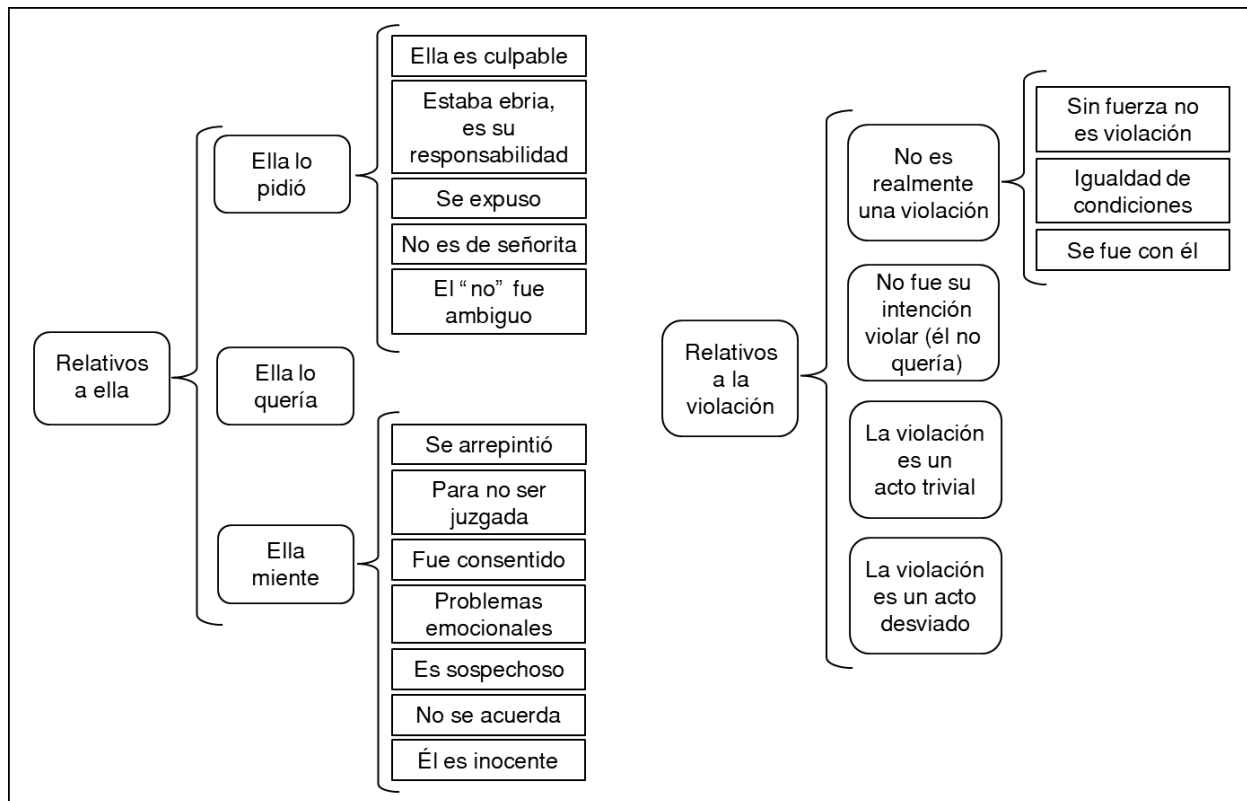 Relativos
a ella
Ella lo
pidió
Ella es culpable
Estaba ebria,
es su
responsabilidad
Se expuso
No es de señorita
El “no” fue
ambiguo
Ella lo
quería
Ella
miente
Se arrepintió
Para no ser
juzgada
Fue consentido
Problemas
emocionales
Es sospechoso
No se acuerda
Él es inocente
Relativos
a la
violación
No es
realmente
una violación
Sin fuerza no
es violación
Igualdad de
condiciones
Se fue con él
No fue su
intención
violar (él no
quería)
La violación
es un
acto trivial
La violación
es un acto
desviado